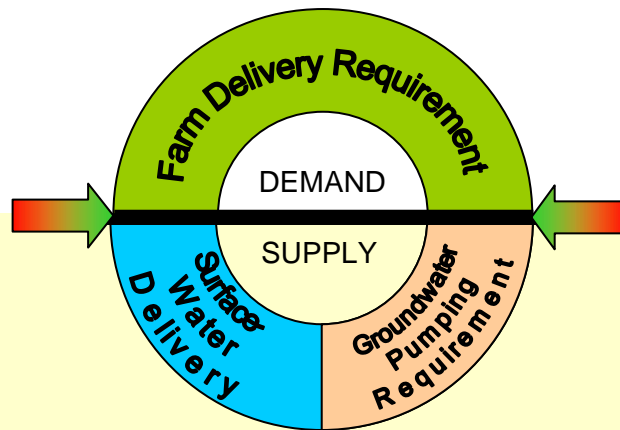 Farm Delivery Requirement
DEMAND
SUPPLY
Surface-
Water
Delivery
Groundwater
Pumping
Requirement